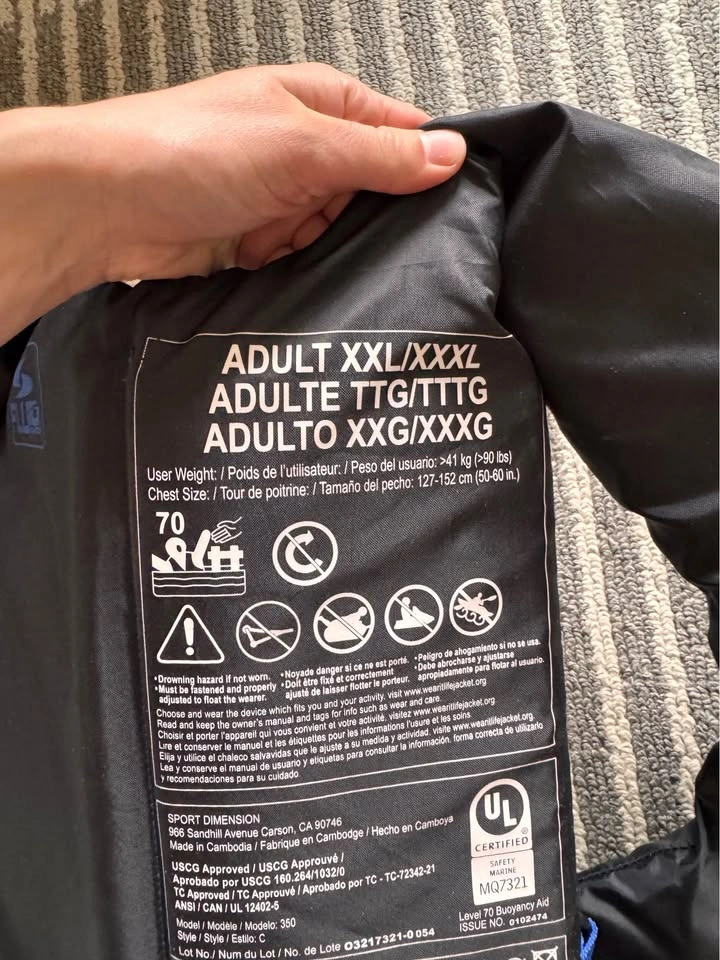 ADULT XXL/XXXL
ADULTE TTG/TTTG
ADULTO XXG/XXXG
User Weight: / Poids de l'utilisateur: / Peso del usuario: >41 kg (>90 lbs)
Chest Size: / Tour de poitrine: / Tamaño del pecho: 127-152 cm (50-60 in.)
70
•Drowning hazard if not worn.
•Must be fastened and properly
adjusted to float the wearer.
•Noyade danger si ce ne est porté.
•Doit être fixé et correctement
ajusté de laisser flotter le porteur.
•Peligro de ahogamiento si no se usa.
•Debe abrocharse y ajustarse
apropiadamente para flotar al usuario.
Choose and wear the device which fits you and your activity, visit www.wearitlifejacket.org
Read and keep the owner's manual and tags for info such as wear and care.
Choisir et porter l'appareil qui vous convient et votre activité, visitez www.wearitlifejacket.org
Lire et conserver le manuel et les étiquettes pour les informations l'usure et les soins.
Elija y utilice el chaleco salvavidas que le ajuste a su medida y actividad. visite www.wearitlifejacket.org,
Lea y conserve el manual de usuario y etiquetas para consultar la información, forma correcta de utilizarlo
y recomendaciones para su cuidado
SPORT DIMENSION
966 Sandhill Avenue Carson, CA 90746
Made in Cambodia / Fabrique en Cambodge / Hecho en Camboya
USCG Approved / USCG Approuvé /
Aprobado por USCG 160.264/1032/0
TC Approved / TC Approuvé / Aprobado por TC - TC-72342-21
ANSI / CAN / UL 12402-5
Model / Modèle / Modelo: 350
Style / Style / Estilo: C
Lot No./ Num du Lot / No. de Lote 03217321-0 054
UL
®
CERTIFIED
SAFETY
MARINE
MQ7321
Level 70 Buoyancy Aid
ISSUE NO. 0102474